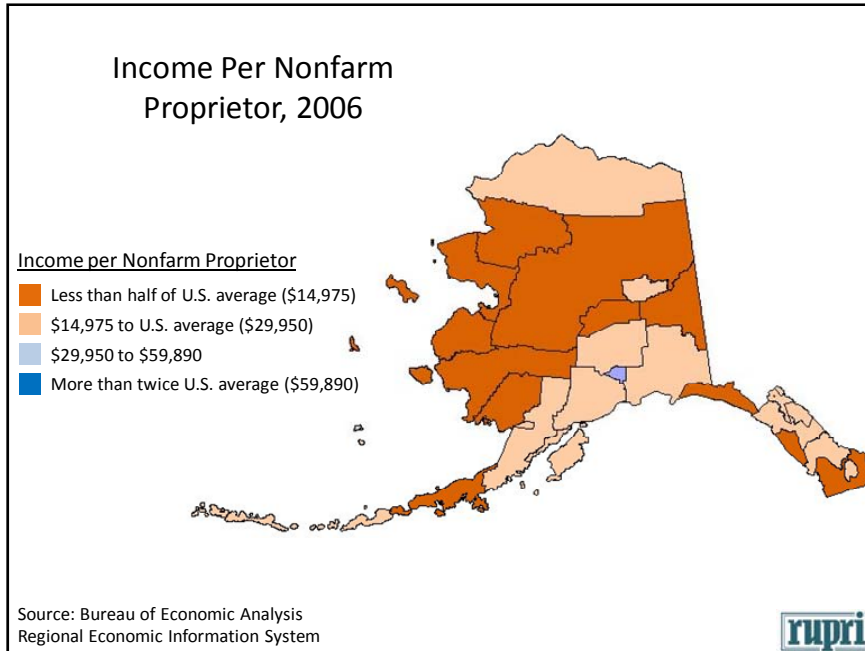 Income Per Nonfarm
Proprietor, 2006
Income per Nonfarm Proprietor
Less than half of U.S. average ($14,975)
$14,975 to U.S. average ($29,950)
$29,950 to $59,890
More than twice U.S. average ($59,890)
Source: Bureau of Economic Analysis
Regional Economic Information System
rupri